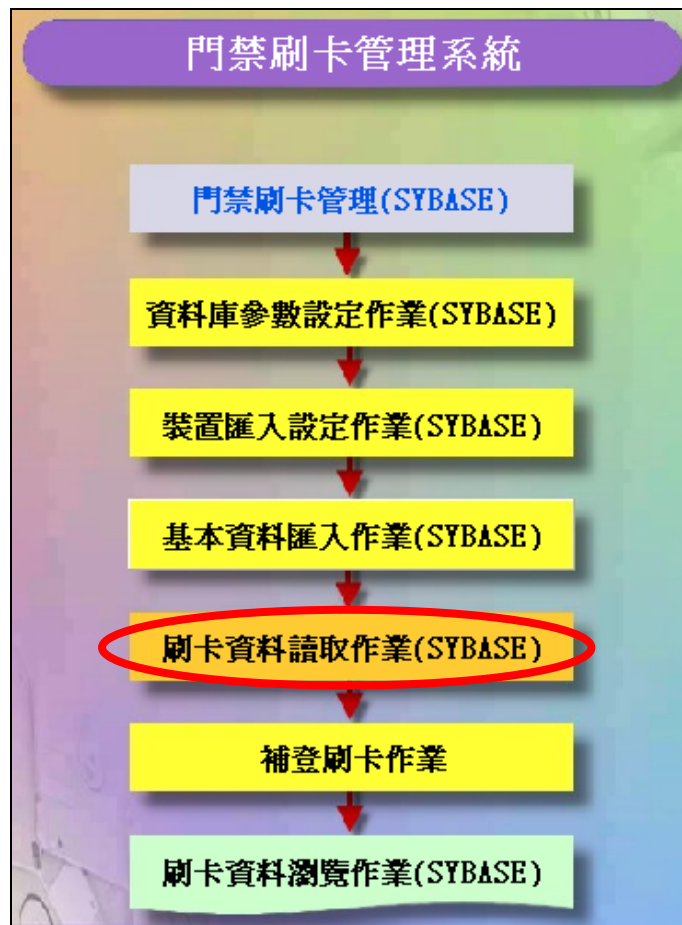 門禁刷卡管理系統
門禁刷卡管理(SYBASE)
資料庫參數設定作業(SYBASE)
裝置匯入設定作業(SYBASE)
基本資料匯入作業(SYBASE)
刷卡資料讀取作業(SYBASE)
補登刷卡作業
刷卡資料瀏覽作業(SYBASE)